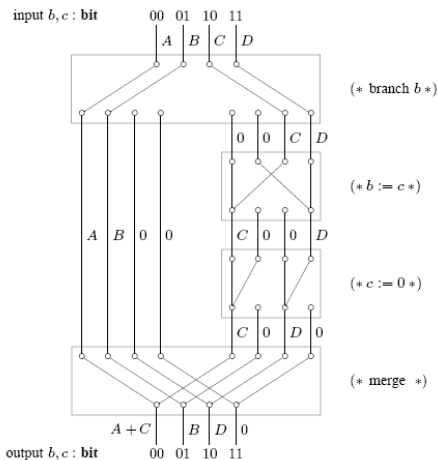 input b, c : bit 00 01 10 11
A B C D
(* branch b *)
0 0 C D
(* b := c *)
A B 0 0 C 0 0 D
(* c := 0 *)
C 0 D 0
(* merge *)
A + C B D 0
output b, c : bit 00 01 10 11